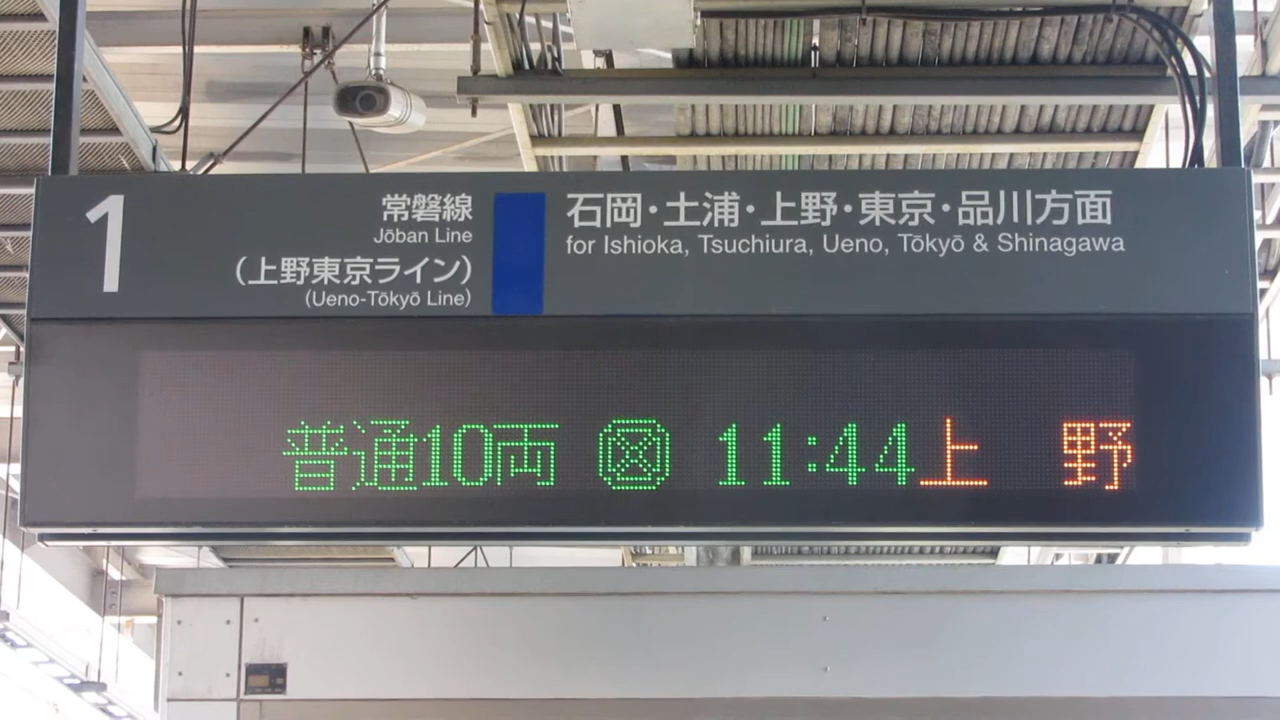 1
常磐線
Jōban Line
(上野東京ライン)
(Ueno-Tōkyō Line)
石岡・土浦・上野・東京・品川方面
for Ishioka, Tsuchiura, Ueno, Tōkyō & Shinagawa
普通10両 11:44上 野